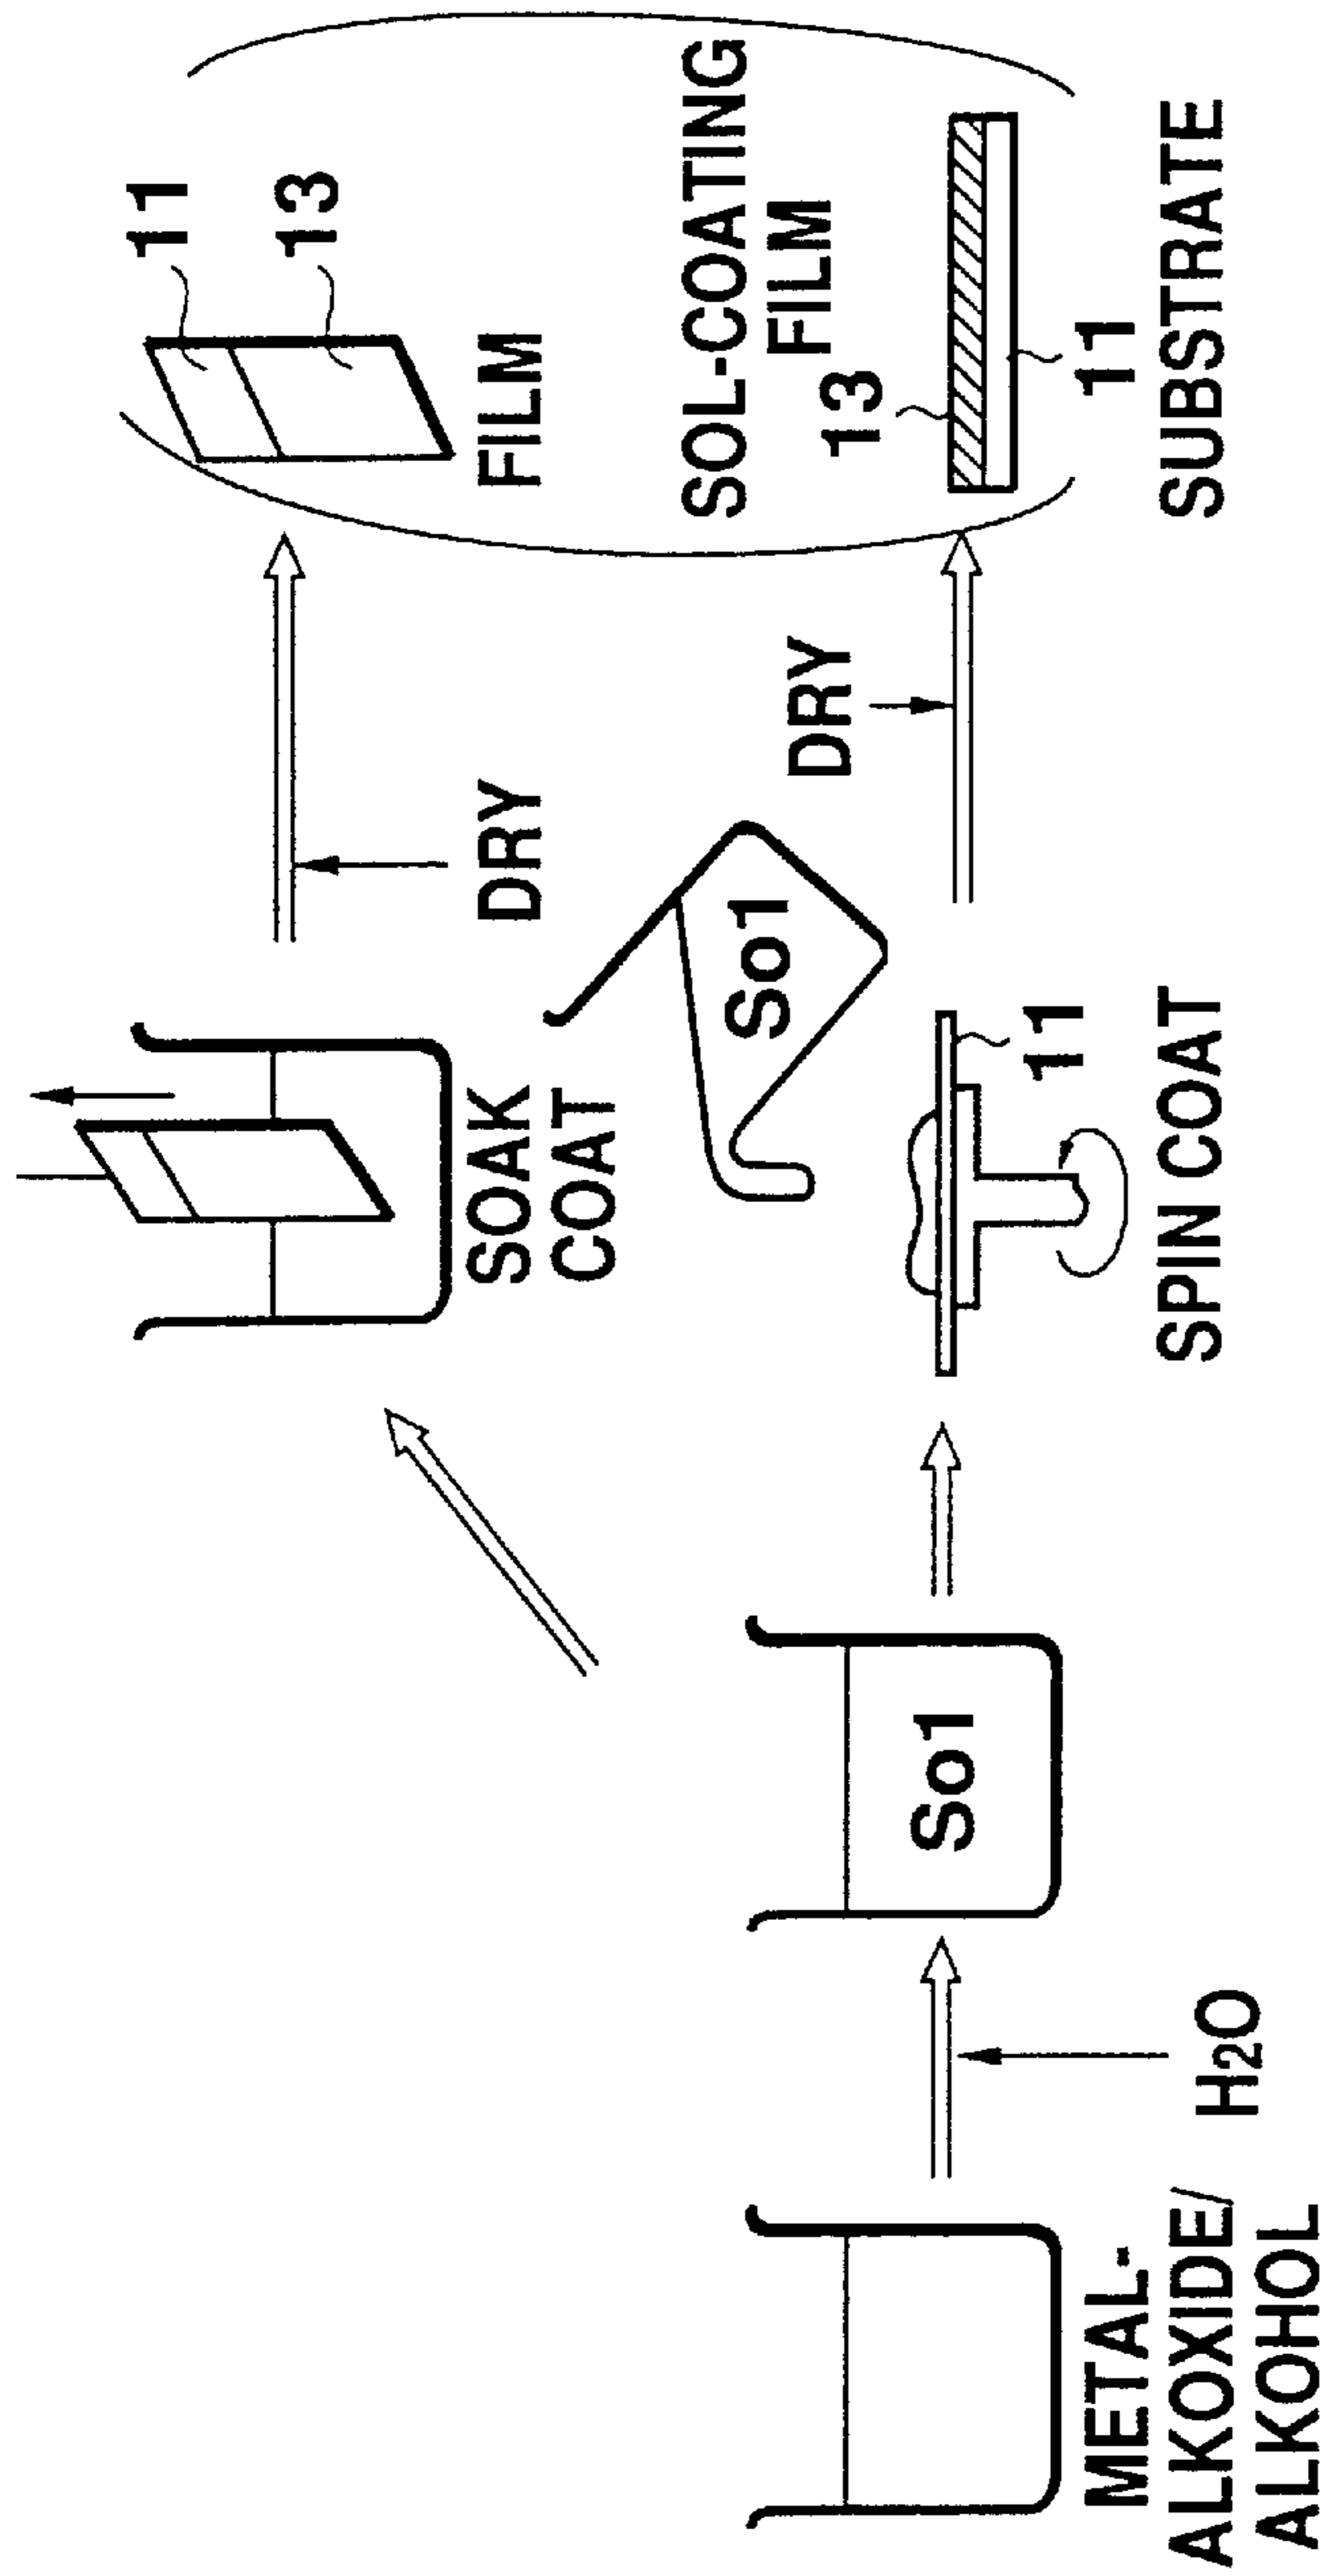 METAL-
ALKOXIDE/
ALKOHOL
H2O
So1
SOAK
COAT
So1
11
SPIN COAT
DRY
DRY
11
13
FILM
SOL-COATING
FILM
13
11
SUBSTRATE